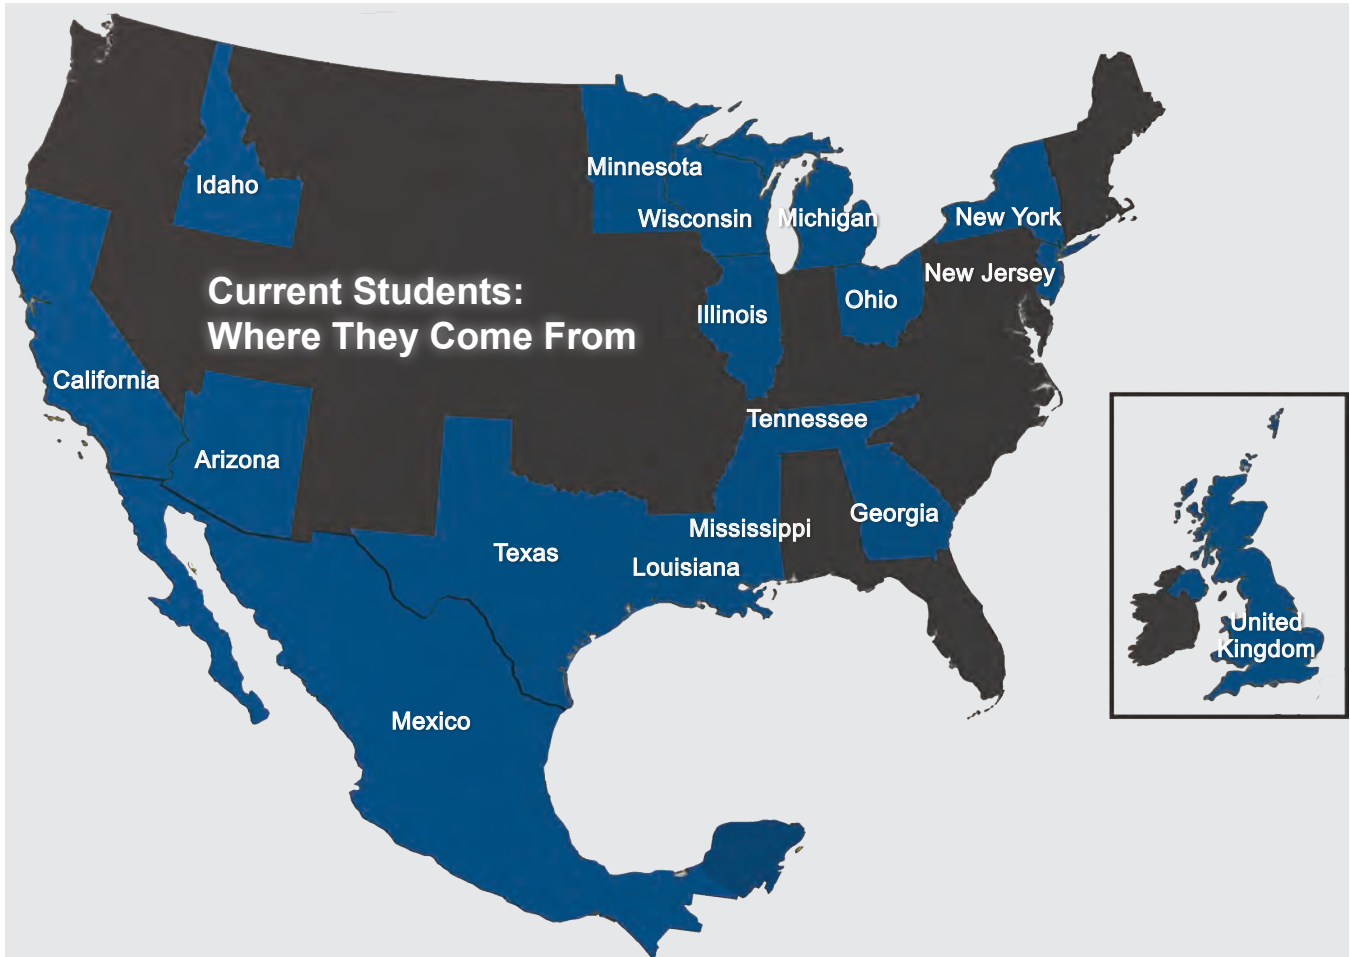 Minnesota
Idaho
Wisconsin
Michigan
New York
New Jersey
Current Students:
Where They Come From
Ohio
Illinois
California
Tennessee
Arizona
Georgia
Mississippi
Texas
Louisiana
United
Kingdom
Mexico